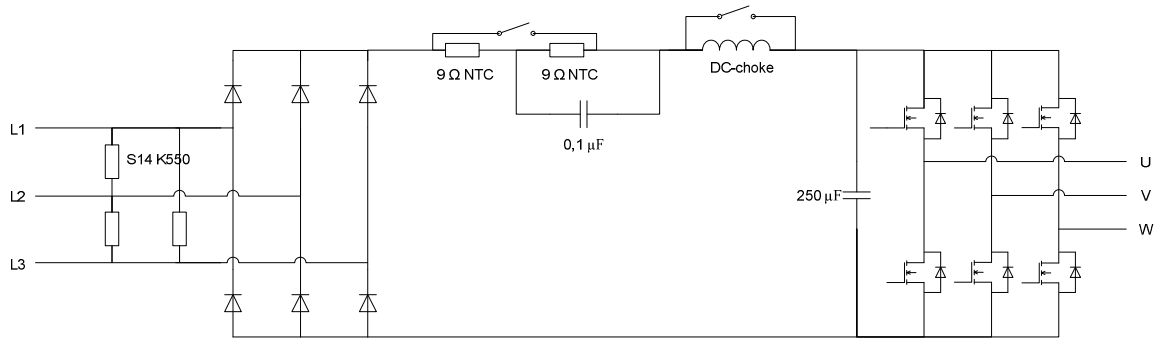 9 Ω NTC
9 Ω NTC
DC-choke
L1
0,1 µF
S14 K550
U
L2
250 µF
V
W
L3